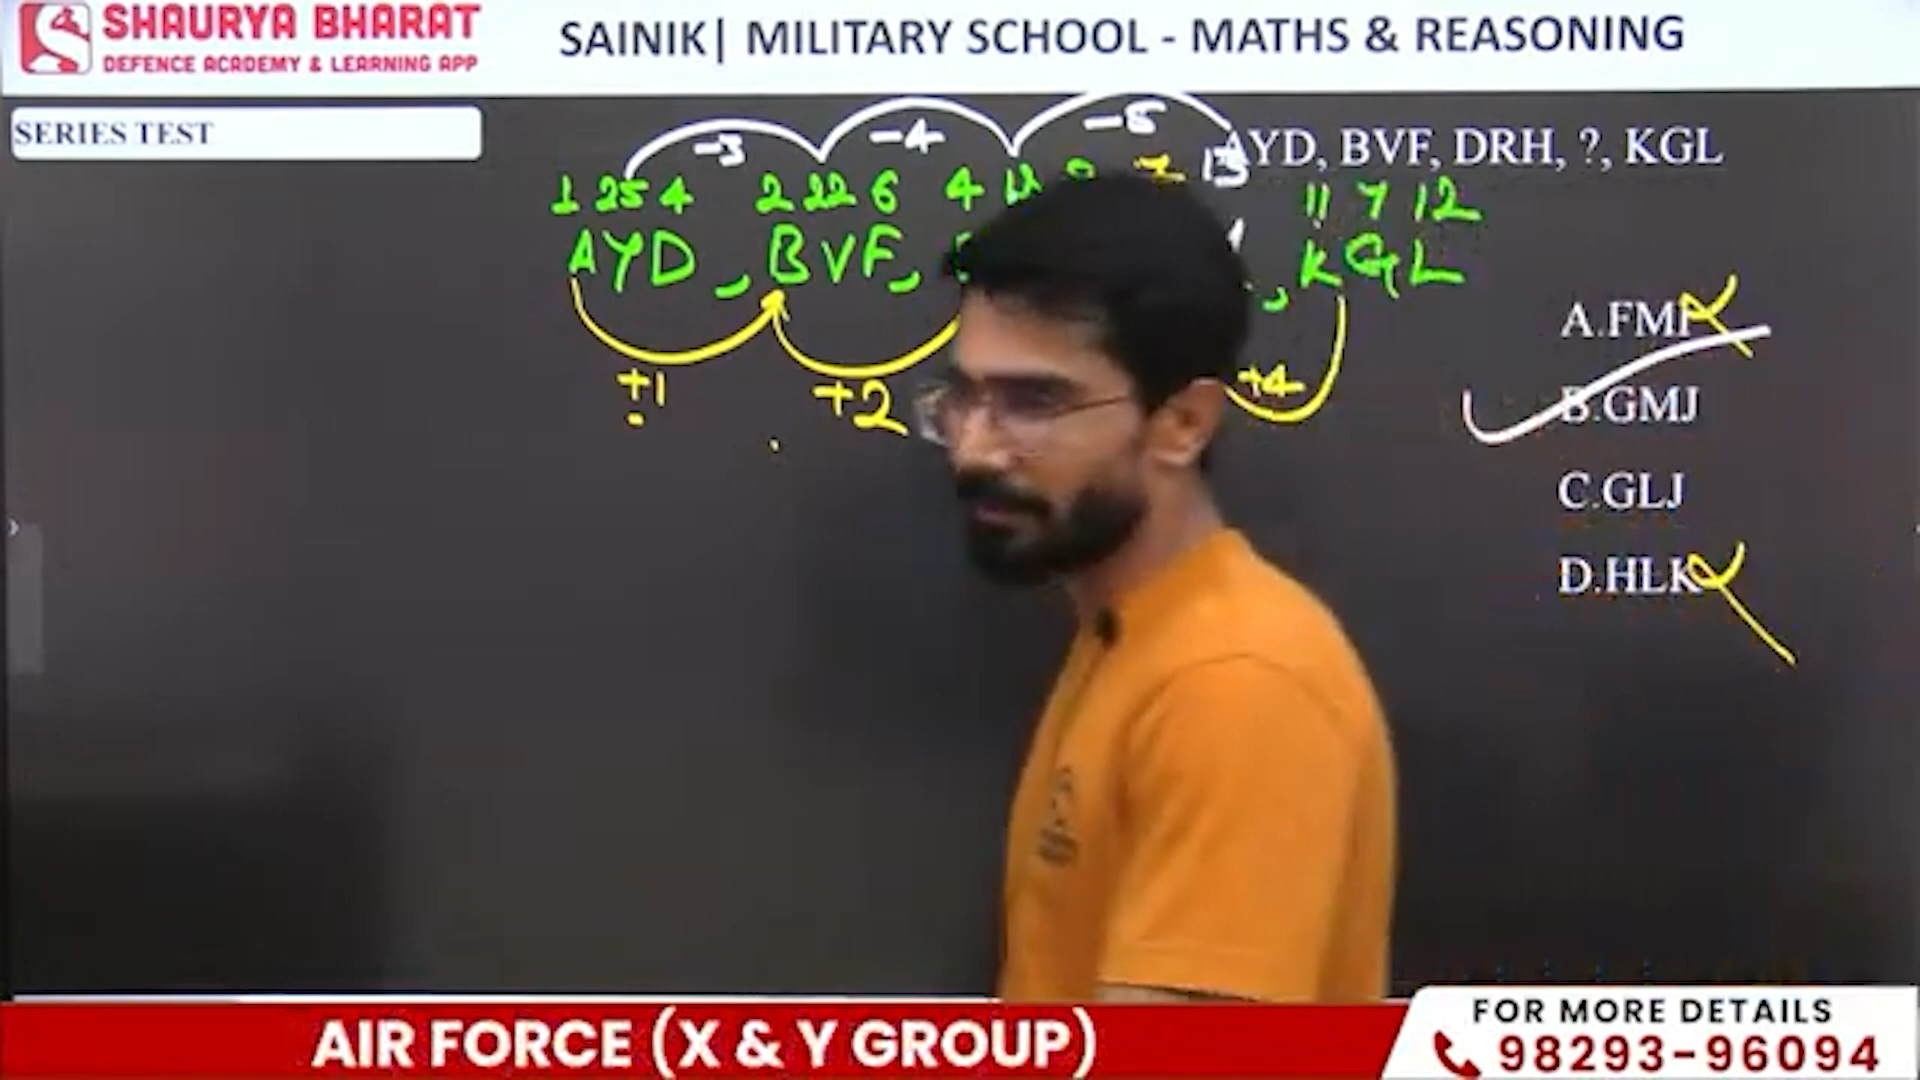 SHAURYA BHARAT
DEFENCE ACADEMY & LEARNING APP
SAINIK| MILITARY SCHOOL - MATHS & REASONING
SERIES TEST
-3 -4 -5
AYD, BVF, DRH, ?, KGL
1 25 4 2 22 6 4 13 11 7 12
AYD, BVF, , KGL
+1 +2 +4
A.FMI
B.GMJ
C.GLJ
D.HLK
AIR FORCE (X & Y GROUP)
FOR MORE DETAILS
98293-96094